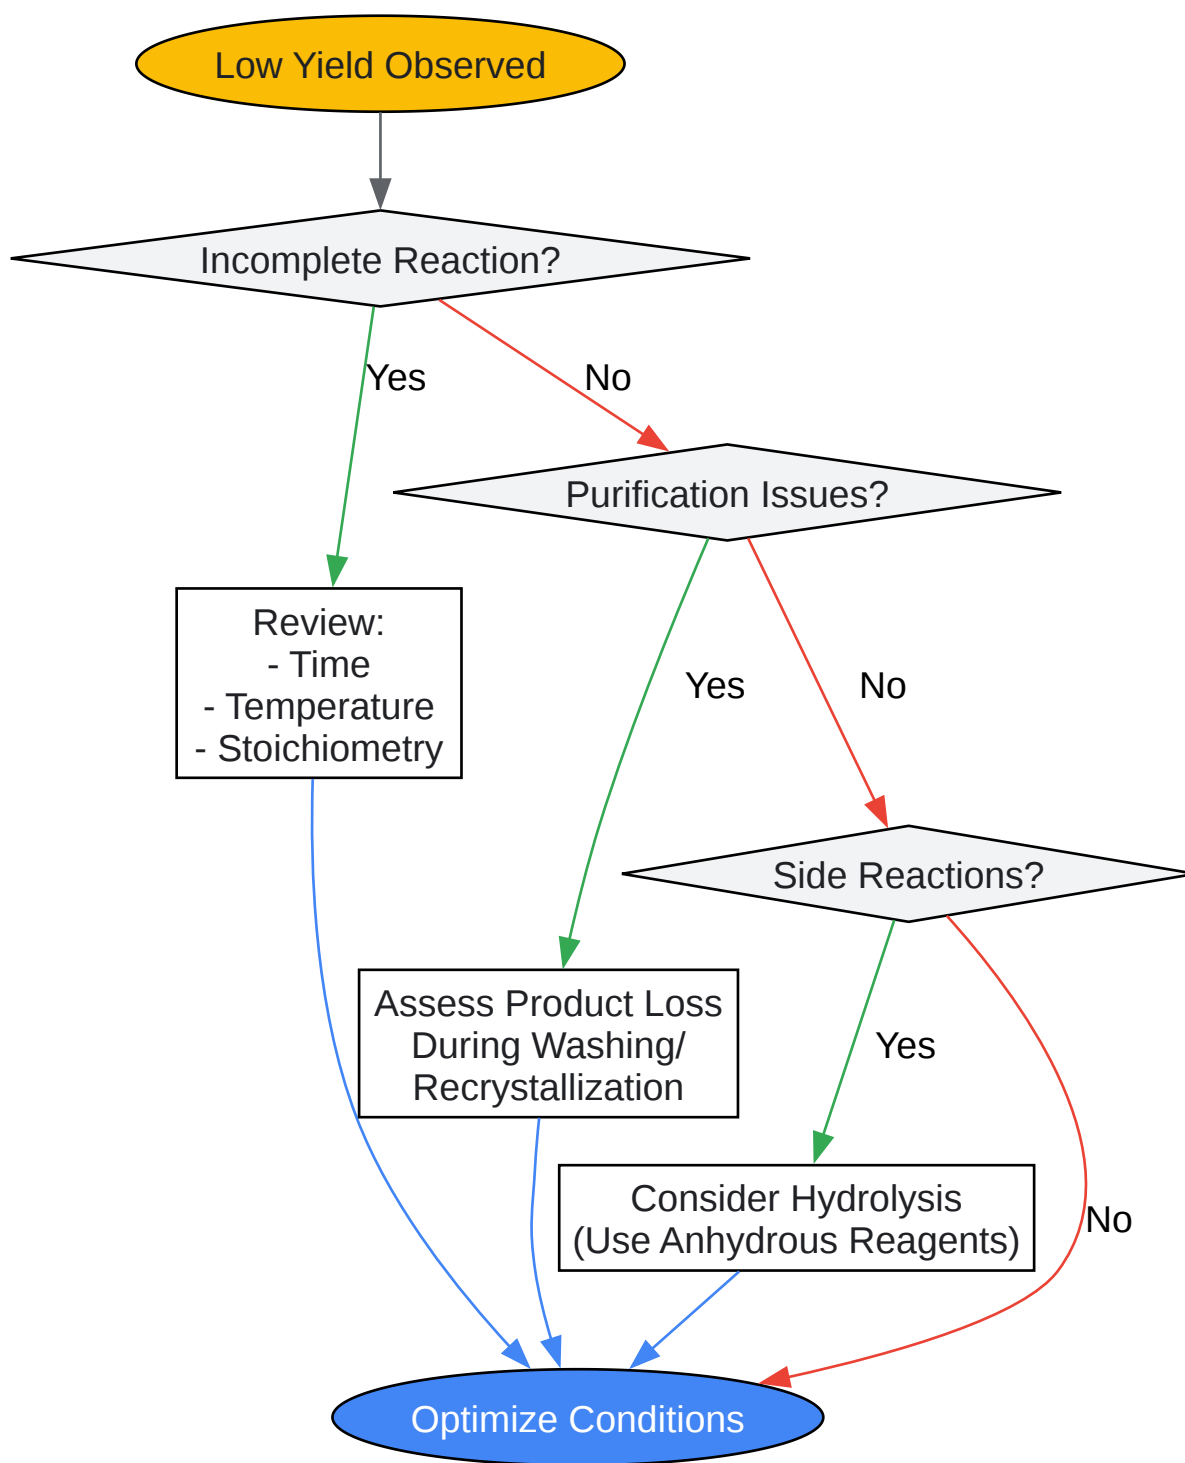 Low Yield Observed
Incomplete Reaction?
Yes
No
Purification Issues?
Review:
- Time
- Temperature
- Stoichiometry
Yes
No
Side Reactions?
Assess Product Loss
During Washing/
Recrystallization
Yes
Consider Hydrolysis
(Use Anhydrous Reagents)
No
Optimize Conditions